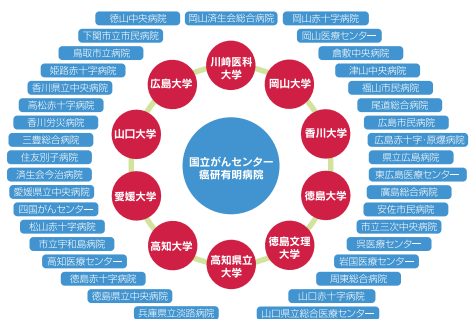 徳山中央病院
岡山済生会総合病院
岡山赤十字病院
下関市立市民病院
岡山医療センター
鳥取市立病院
倉敷中央病院
姫路赤十字病院
津山中央病院
香川県立中央病院
福山市民病院
高松赤十字病院
尾道総合病院
香川労災病院
広島市民病院
三豊総合病院
広島赤十字・原爆病院
住友別子病院
県立広島病院
済生会今治病院
東広島医療センター
愛媛県立中央病院
廣島総合病院
四国がんセンター
安佐市民病院
松山赤十字病院
市立三次中央病院
市立宇和島病院
呉医療センター
高知医療センター
岩国医療センター
徳島赤十字病院
周東総合病院
徳島県立中央病院
山口赤十字病院
兵庫県立淡路病院
山口県立総合医療センター
川崎医科
大学
広島大学
岡山大学
山口大学
香川大学
国立がんセンター
癌研有明病院
愛媛大学
徳島大学
高知大学
徳島文理
大学
高知県立
大学